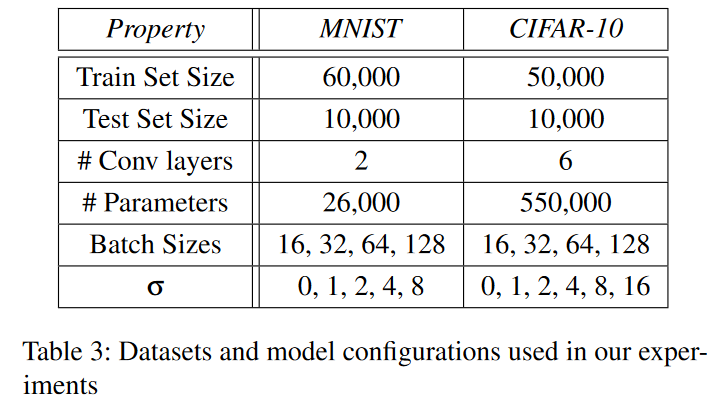 Property MNIST CIFAR-10
Train Set Size 60,000 50,000
Test Set Size 10,000 10,000
# Conv layers 2 6
# Parameters 26,000 550,000
Batch Sizes 16, 32, 64, 128 16, 32, 64, 128
σ 0, 1, 2, 4, 8 0, 1, 2, 4, 8, 16
Table 3: Datasets and model configurations used in our exper-
iments